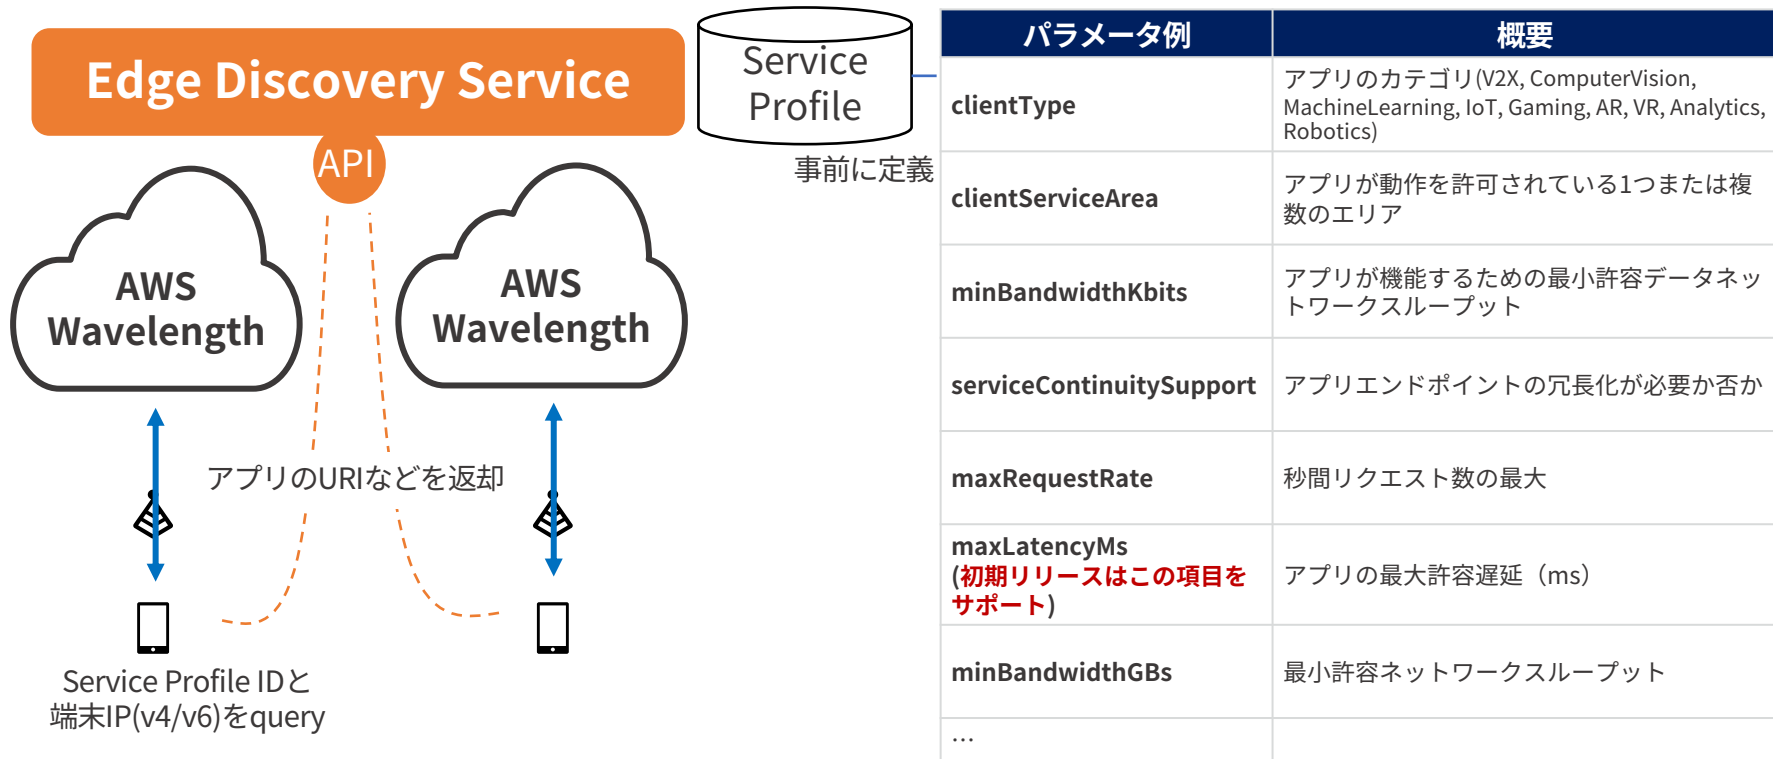 Edge Discovery Service
API
Service
Profile
事前に定義
AWS
Wavelength
AWS
Wavelength
アプリのURIなどを返却
Service Profile IDと
端末IP(v4/v6)をquery
パラメータ例
概要
clientType
アプリのカテゴリ(V2X, ComputerVision,
MachineLearning, IoT, Gaming, AR, VR, Analytics,
Robotics)
clientServiceArea
アプリが動作を許可されている1つまたは複
数のエリア
minBandwidthKbits
アプリが機能するための最小許容データネッ
トワークスループット
serviceContinuitySupport
アプリエンドポイントの冗長化が必要か否か
maxRequestRate
秒間リクエスト数の最大
maxLatencyMs
(初期リリースはこの項目を
サポート)
アプリの最大許容遅延（ms）
minBandwidthGBs
最小許容ネットワークスループット
…